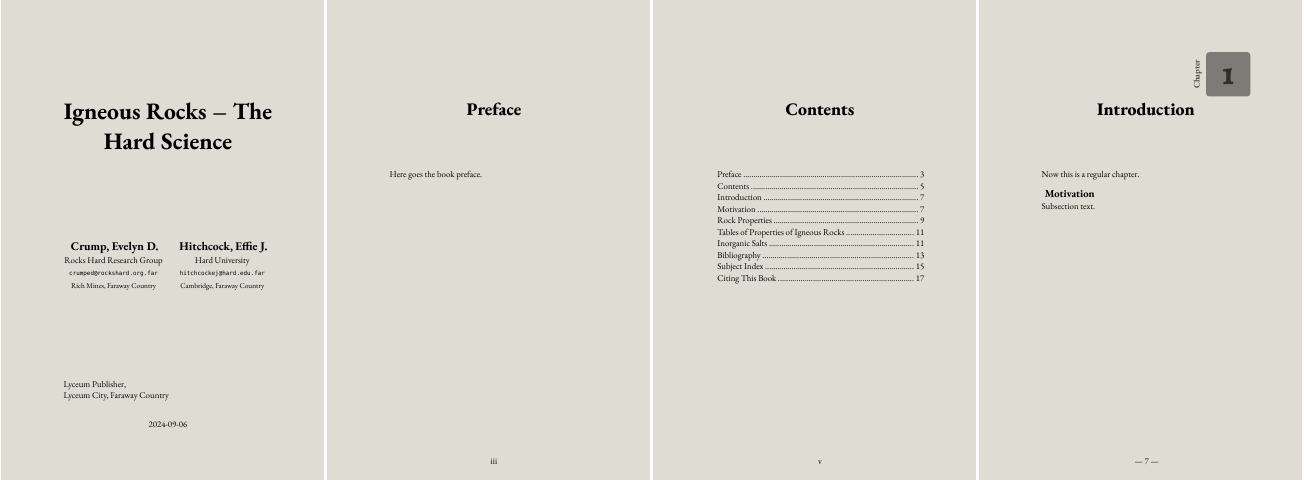 Igneous Rocks – The
Hard Science
Crump, Evelyn D.
Rocks Hard Research Group
crumped@rockshard.org.far
Rich Mines, Faraway Country
Hitchcock, Effie J.
Hard University
hitchcockej@hard.edu.far
Cambridge, Faraway Country
Lyceum Publisher,
Lyceum City, Faraway Country
2024-09-06
Preface
Here goes the book preface.
iii
Contents
Preface ........ 3
Contents ........ 5
Introduction ........ 7
Motivation ........ 7
Rock Properties ........ 9
Tables of Properties of Igneous Rocks ........ 11
Inorganic Salts ........ 11
Bibliography ........ 13
Subject Index ........ 15
Citing This Book ........ 17
v
Chapter
1
Introduction
Now this is a regular chapter.
Motivation
Subsection text.
— 7 —